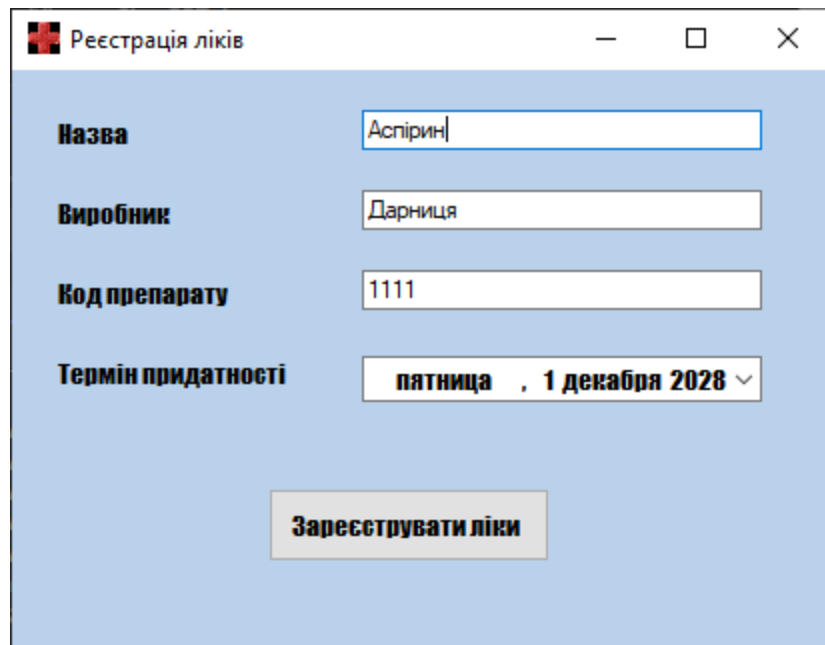 Реєстрація ліків
Назва Аспірин
Виробник Дарниця
Код препарату 1111
Термін придатності пятница , 1 декабря 2028
Зареєструвати ліки